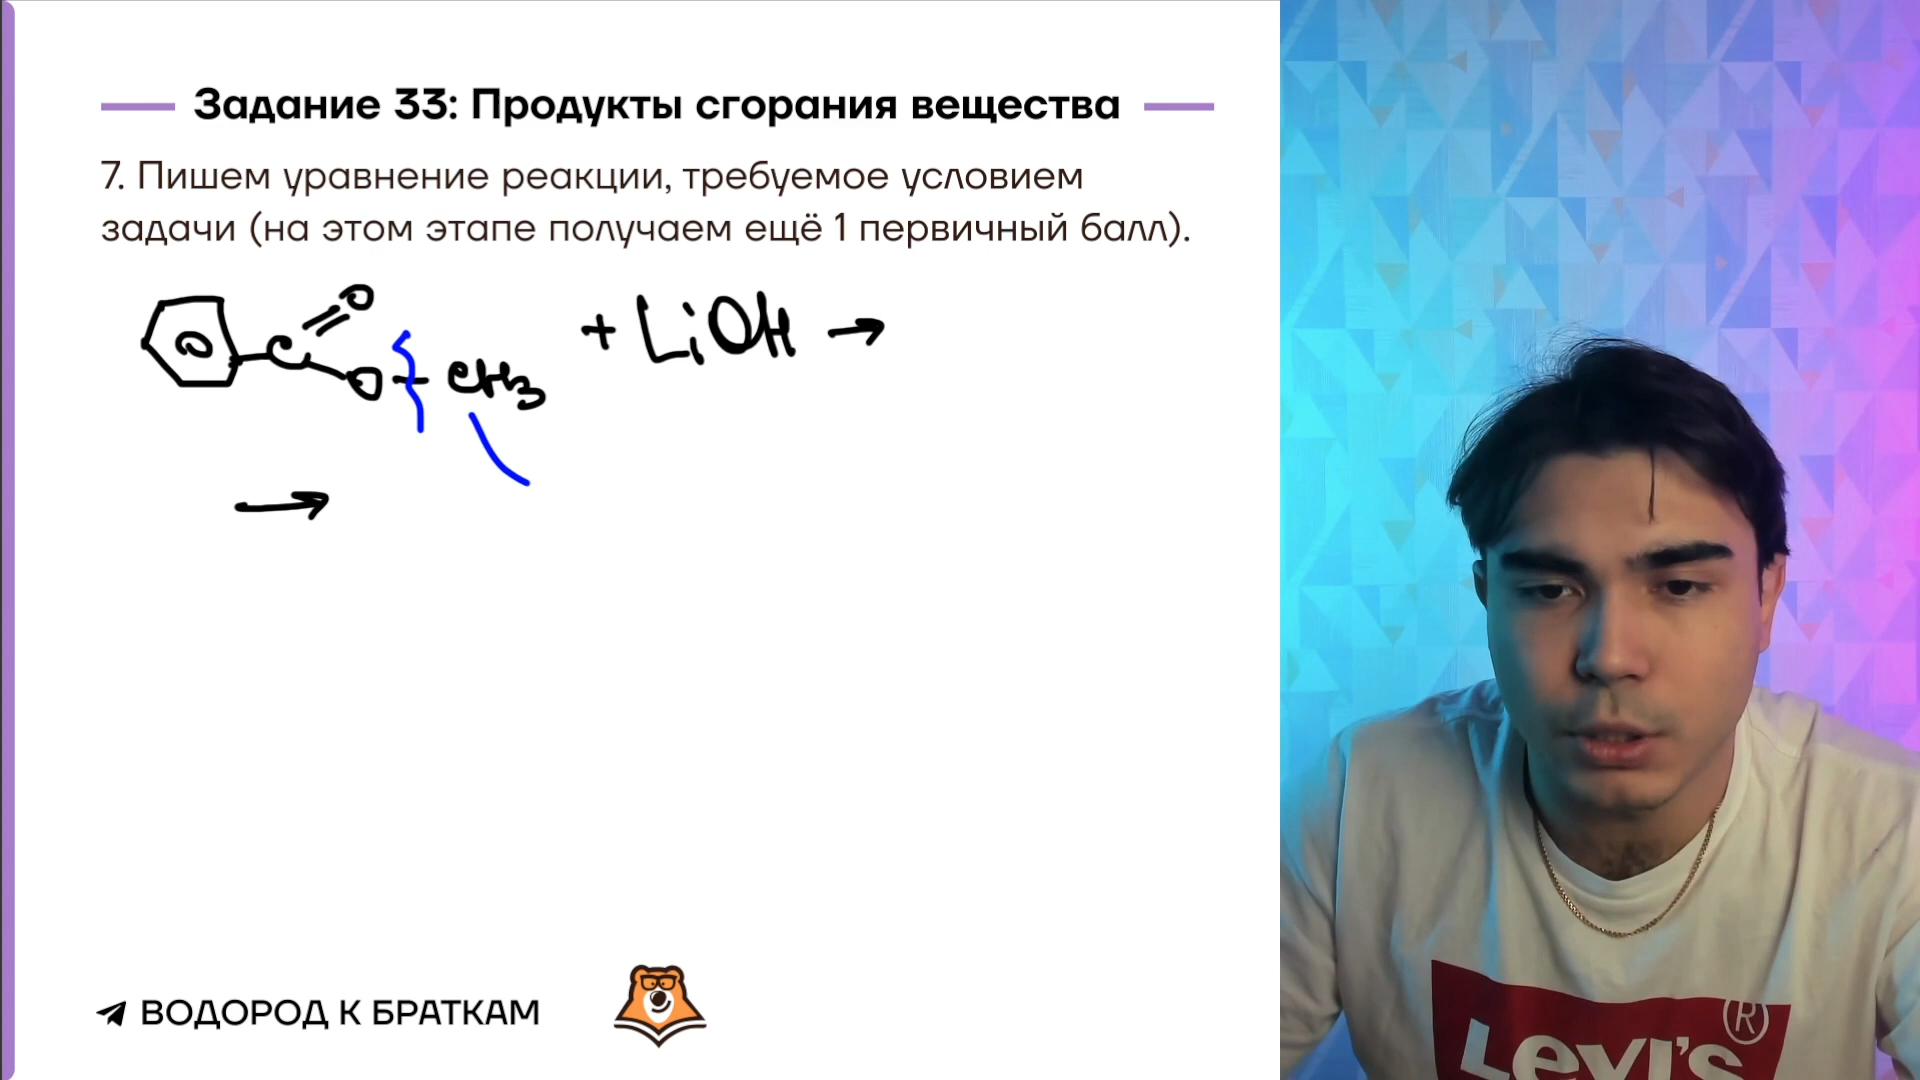 Задание 33: Продукты сгорания вещества
7. Пишем уравнение реакции, требуемое условием
задачи (на этом этапе получаем ещё 1 первичный балл).
O
C
O - CH3 + LiOH →
→
ВОДОРОД К БРАТКАМ
Levi's ®